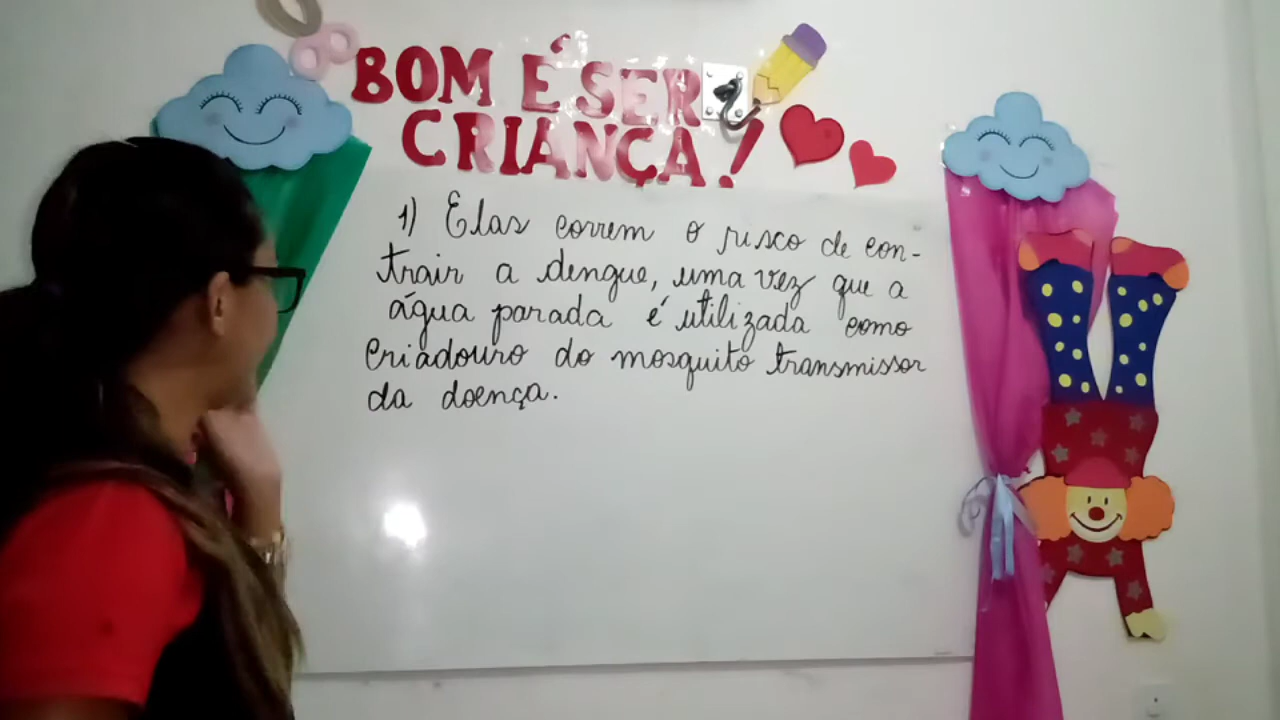 BOM É SER
CRIANÇA!
1) Elas correm o risco de con-
trair a dengue, uma vez que a
água parada é utilizada como
criadouro do mosquito transmissor
da doença.